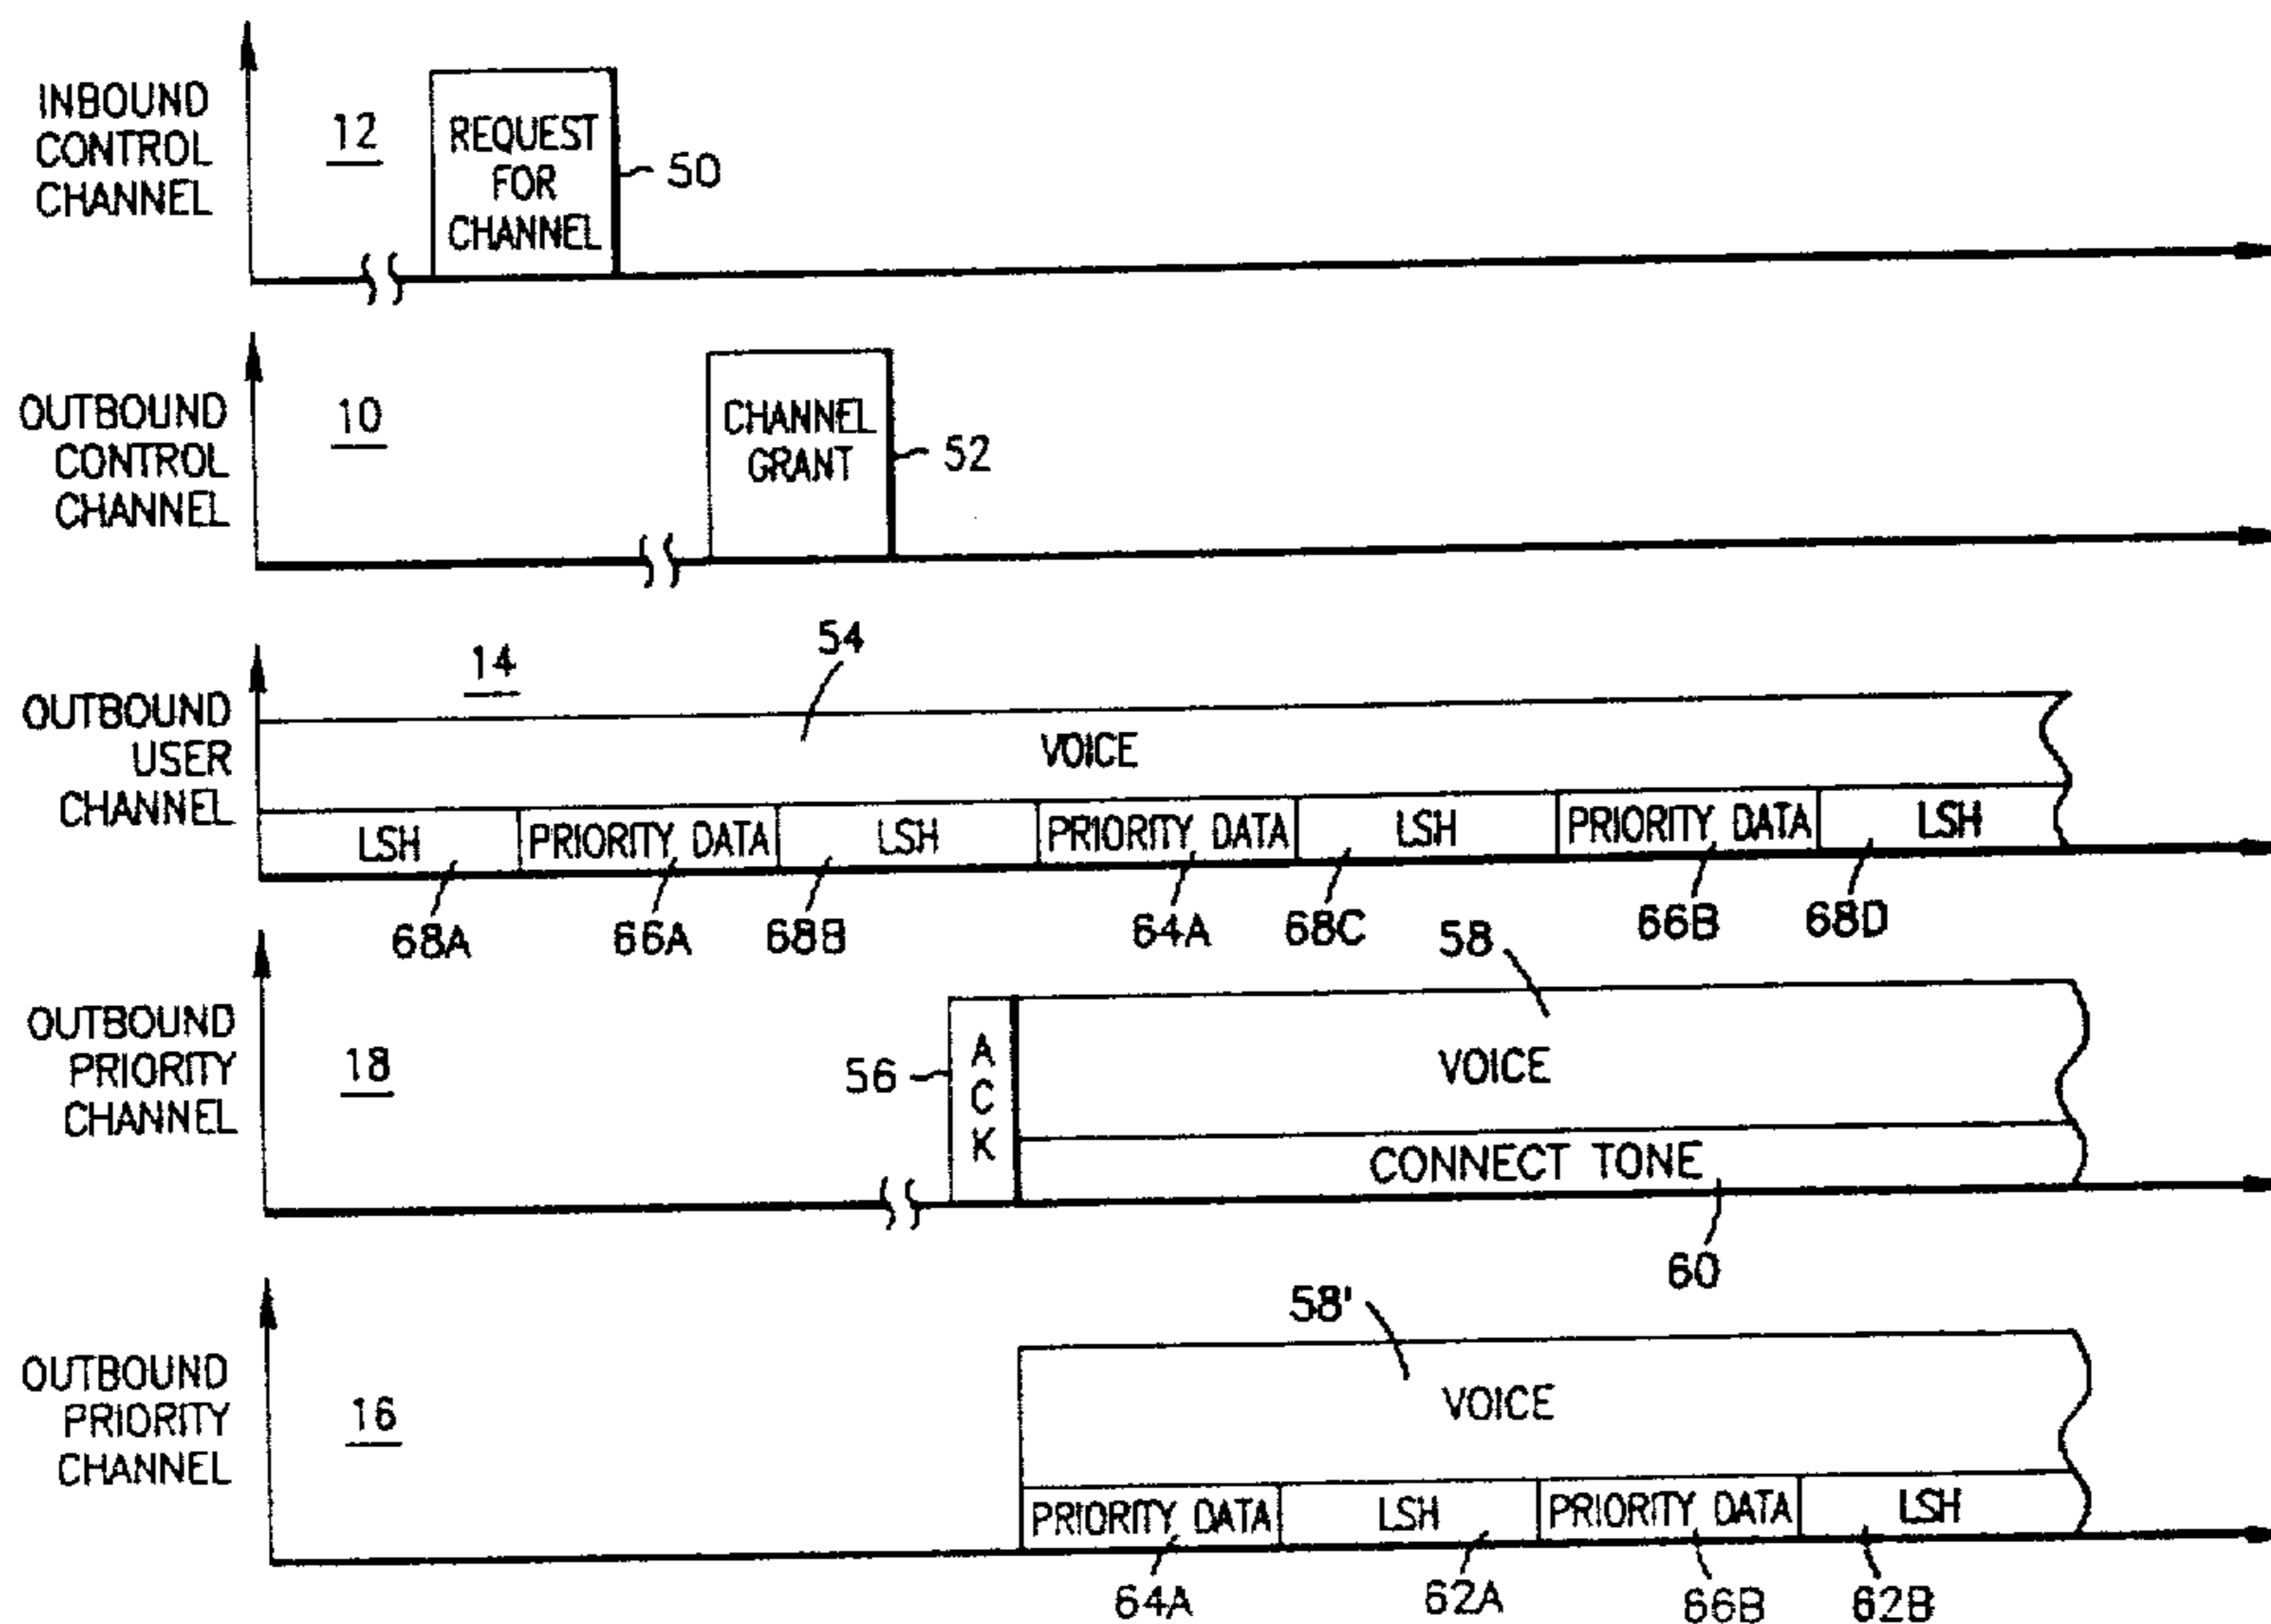 INBOUND
CONTROL
CHANNEL
12
REQUEST
FOR
CHANNEL
50
OUTBOUND
CONTROL
CHANNEL
10
CHANNEL
GRANT
52
OUTBOUND
USER
CHANNEL
14
54
VOICE
LSH
PRIORITY DATA
LSH
PRIORITY DATA
LSH
PRIORITY DATA
LSH
68A
66A
68B
64A
68C
66B
68D
OUTBOUND
PRIORITY
CHANNEL
18
56
ACK
58
VOICE
CONNECT TONE
60
OUTBOUND
PRIORITY
CHANNEL
16
58'
VOICE
PRIORITY DATA
LSH
PRIORITY DATA
LSH
64A
62A
66B
62B